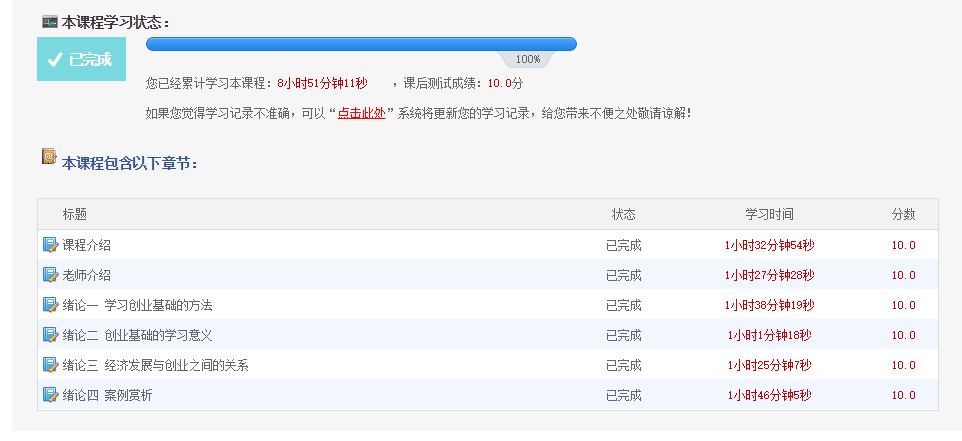 本课程学习状态：
已完成
100%
您已经累计学习本课程：8小时51分钟11秒 ，课后测试成绩：10.0分
如果您觉得学习记录不准确，可以“点击此处”系统将更新您的学习记录，给您带来不便之处敬请谅解！
本课程包含以下章节：
标题 状态 学习时间 分数
课程介绍 已完成 1小时32分钟54秒 10.0
老师介绍 已完成 1小时27分钟28秒 10.0
绪论一 学习创业基础的方法 已完成 1小时38分钟19秒 10.0
绪论二 创业基础的学习意义 已完成 1小时1分钟18秒 10.0
绪论三 经济发展与创业之间的关系 已完成 1小时25分钟7秒 10.0
绪论四 案例赏析 已完成 1小时46分钟5秒 10.0